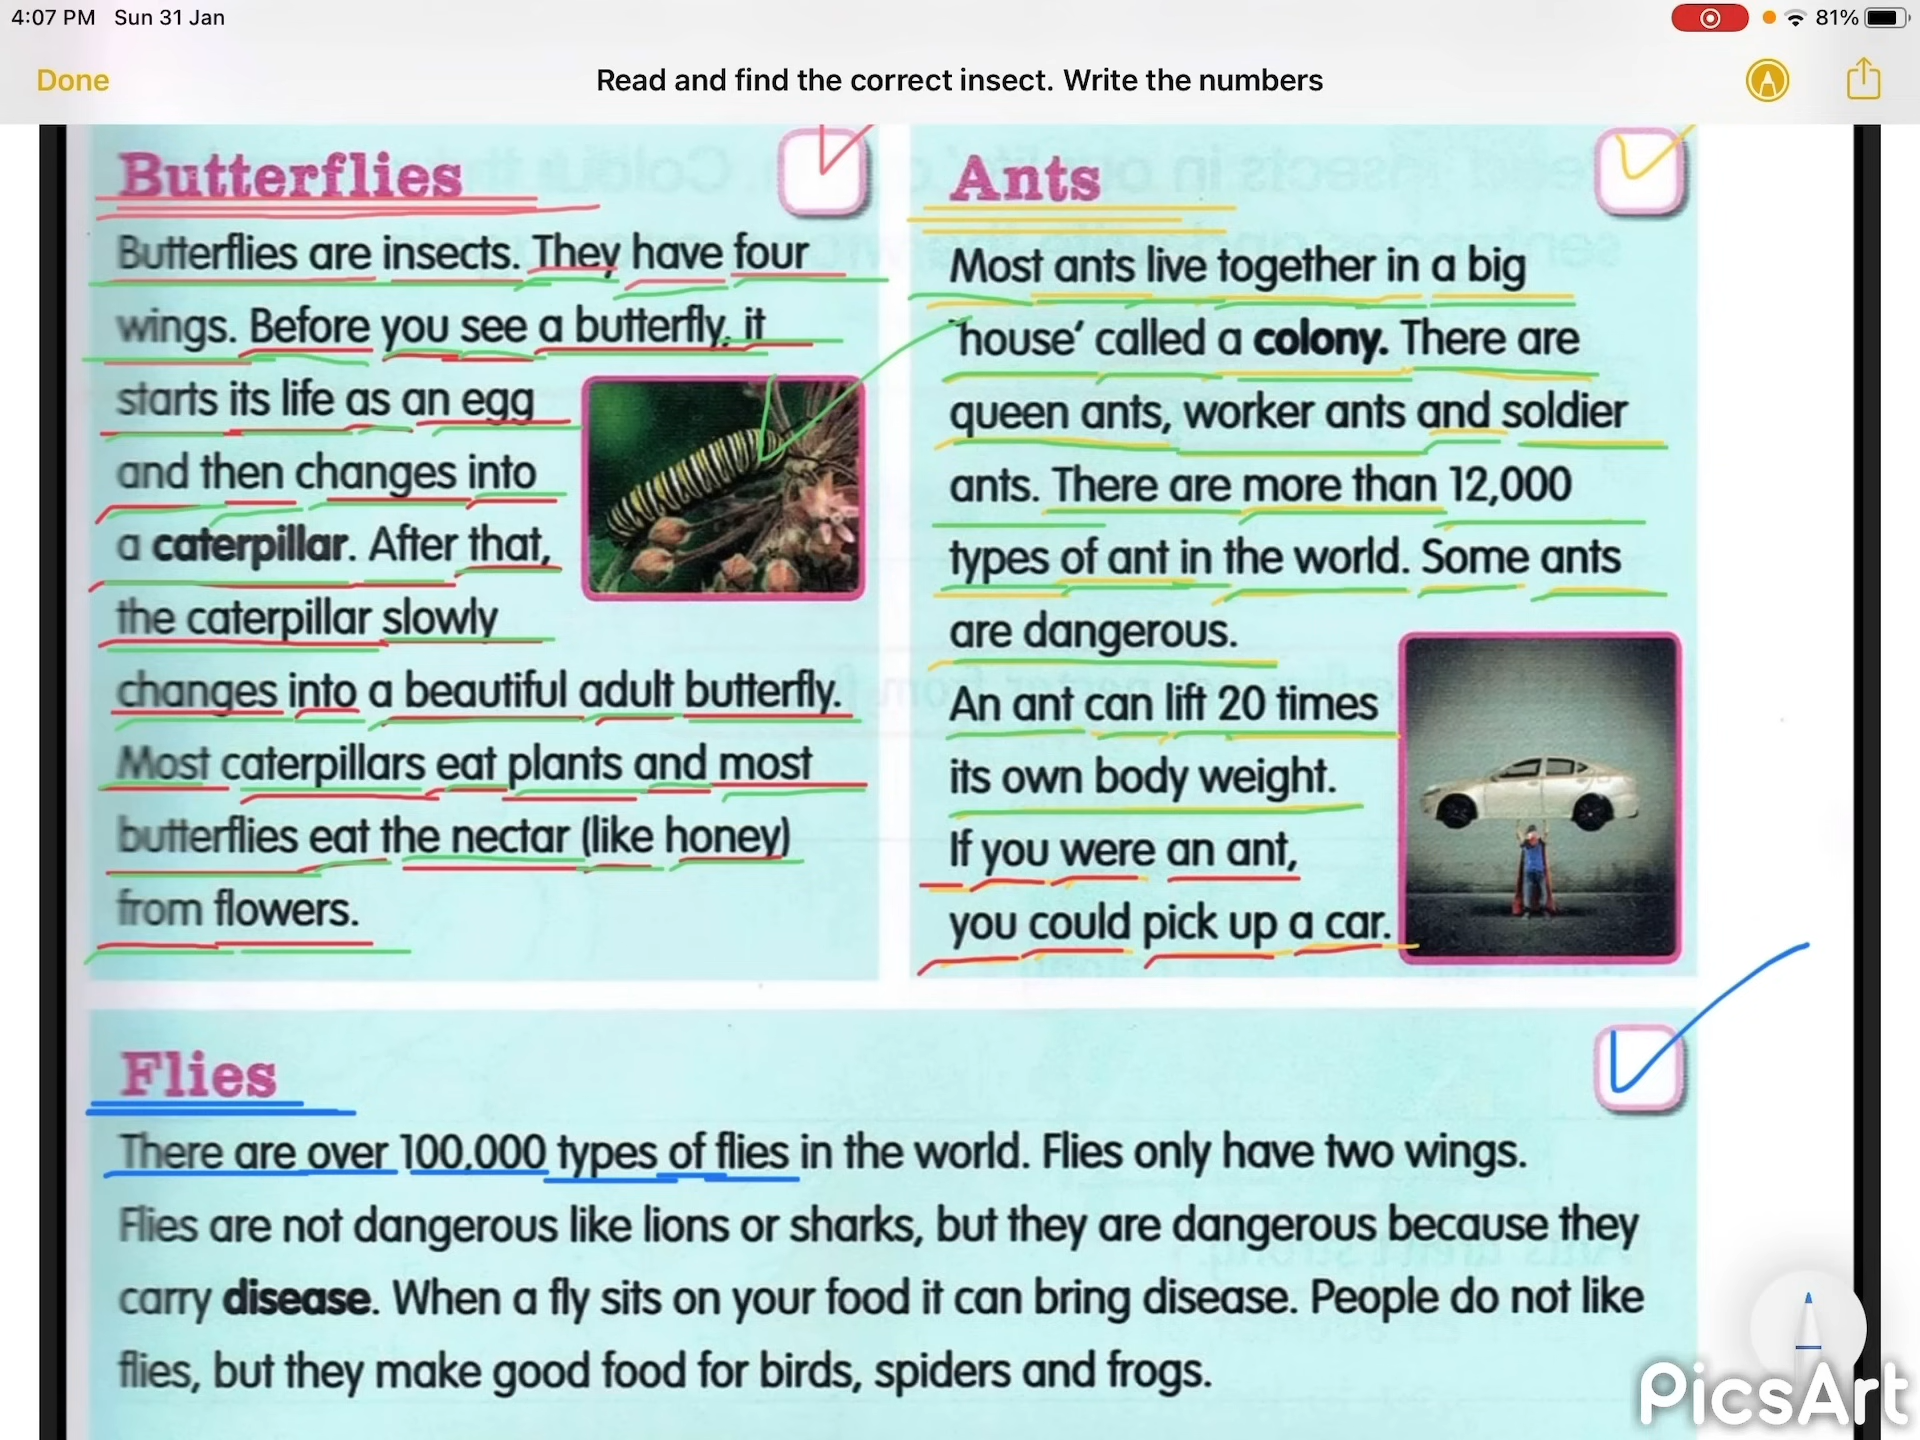 4:07 PM Sun 31 Jan
81%
Done
Read and find the correct insect. Write the numbers
Butterflies
Butterflies are insects. They have four
wings. Before you see a butterfly, it
starts its life as an egg
and then changes into
a caterpillar. After that,
the caterpillar slowly
changes into a beautiful adult butterfly.
Most caterpillars eat plants and most
butterflies eat the nectar (like honey)
from flowers.
Ants
Most ants live together in a big
'house' called a colony. There are
queen ants, worker ants and soldier
ants. There are more than 12,000
types of ant in the world. Some ants
are dangerous.
An ant can lift 20 times
its own body weight.
If you were an ant,
you could pick up a car.
Flies
There are over 100,000 types of flies in the world. Flies only have two wings.
Flies are not dangerous like lions or sharks, but they are dangerous because they
carry disease. When a fly sits on your food it can bring disease. People do not like
flies, but they make good food for birds, spiders and frogs.
PicsArt